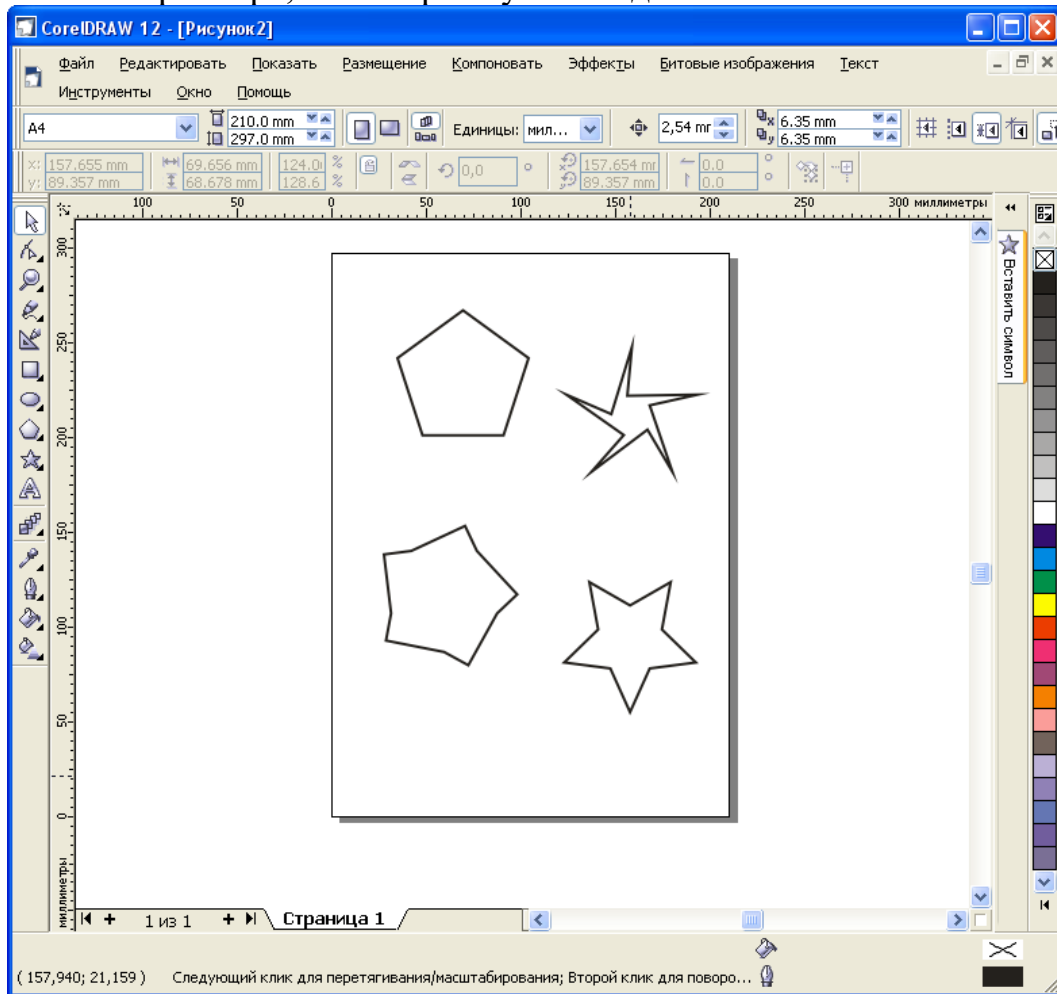 CorelDRAW 12 - [Рисунок2]
Файл Редактировать Показать Размещение Компоновать Эффекты Битовые изображения Текст
Инструменты Окно Помощь
A4 210.0 mm 297.0 mm Единицы: мил... 2,54 mr 6.35 mm 6.35 mm
x: 157.655 mm 69.656 mm 124.0 % 0,0 ° 157.654 mr 0.0 °
y: 89.357 mm 68.678 mm 128.6 % 89.357 mm 0.0 °
100 50 0 50 100 150 200 250 300 миллиметры
300
250
200
150
100
50
0
миллиметры
Вставить символ
1 из 1 Страница 1
( 157,940; 21,159 ) Следующий клик для перетягивания/масштабирования; Второй клик для поворо...